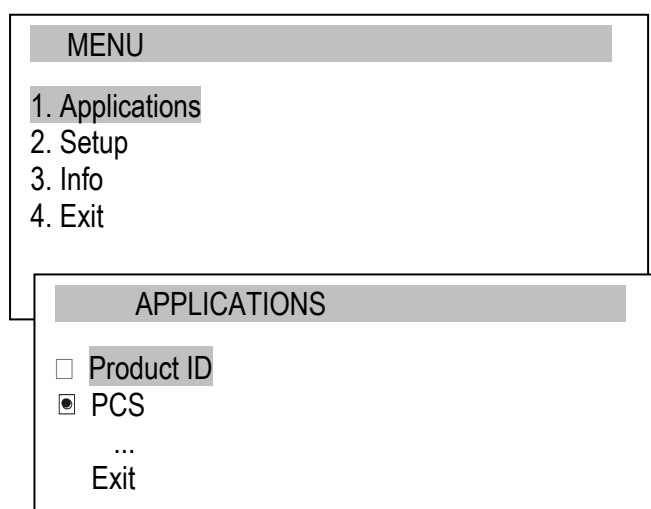 MENU
1. Applications
2. Setup
3. Info
4. Exit
APPLICATIONS
Product ID
PCS
...
Exit